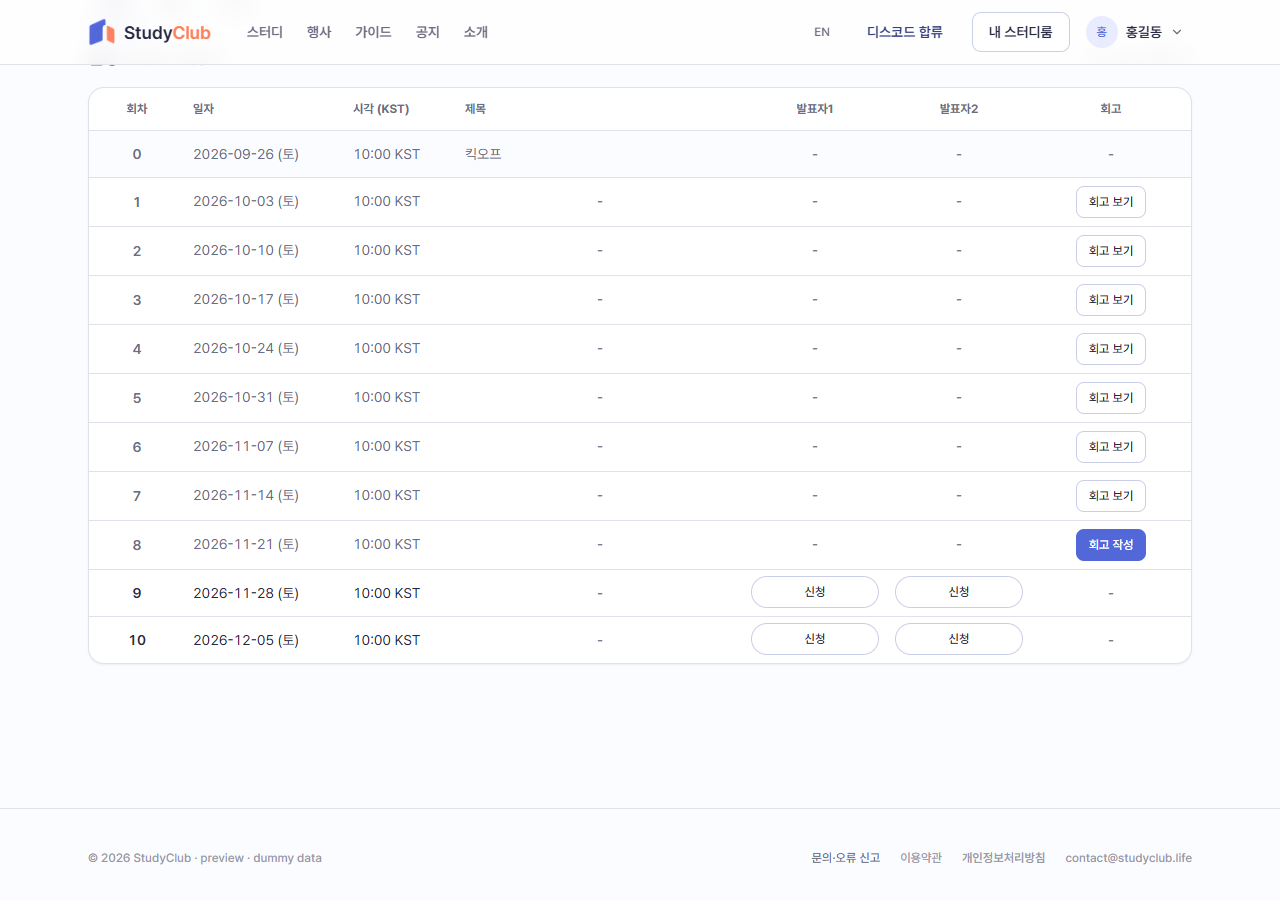 StudyClub 스터디 행사 가이드 공지 소개 EN 디스코드 합류 내 스터디룸 홍 홍길동
회차 일자 시각 (KST) 제목 발표자1 발표자2 회고
0 2026-09-26 (토) 10:00 KST 킥오프 - - -
1 2026-10-03 (토) 10:00 KST - - - 회고 보기
2 2026-10-10 (토) 10:00 KST - - - 회고 보기
3 2026-10-17 (토) 10:00 KST - - - 회고 보기
4 2026-10-24 (토) 10:00 KST - - - 회고 보기
5 2026-10-31 (토) 10:00 KST - - - 회고 보기
6 2026-11-07 (토) 10:00 KST - - - 회고 보기
7 2026-11-14 (토) 10:00 KST - - - 회고 보기
8 2026-11-21 (토) 10:00 KST - - - 회고 작성
9 2026-11-28 (토) 10:00 KST - 신청 신청 -
10 2026-12-05 (토) 10:00 KST - 신청 신청 -
© 2026 StudyClub · preview · dummy data 문의·오류 신고 이용약관 개인정보처리방침 contact@studyclub.life